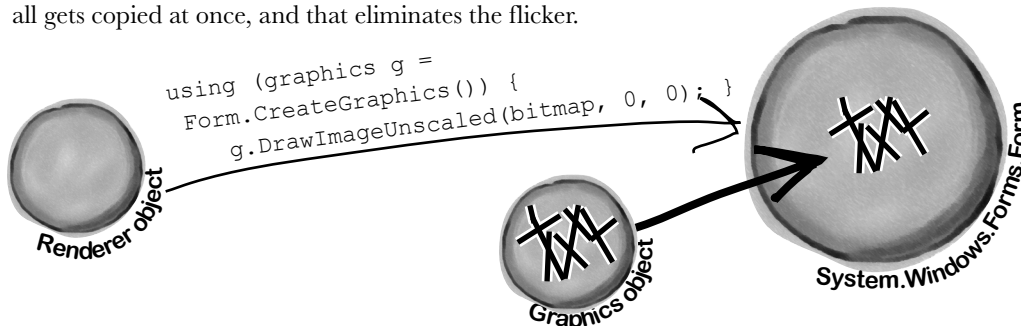 all gets copied at once, and that eliminates the flicker.
using (graphics g =
Form.CreateGraphics()) {
g.DrawImageUnscaled(bitmap, 0, 0); }
Renderer object
Graphics object
System.Windows.Forms.Form